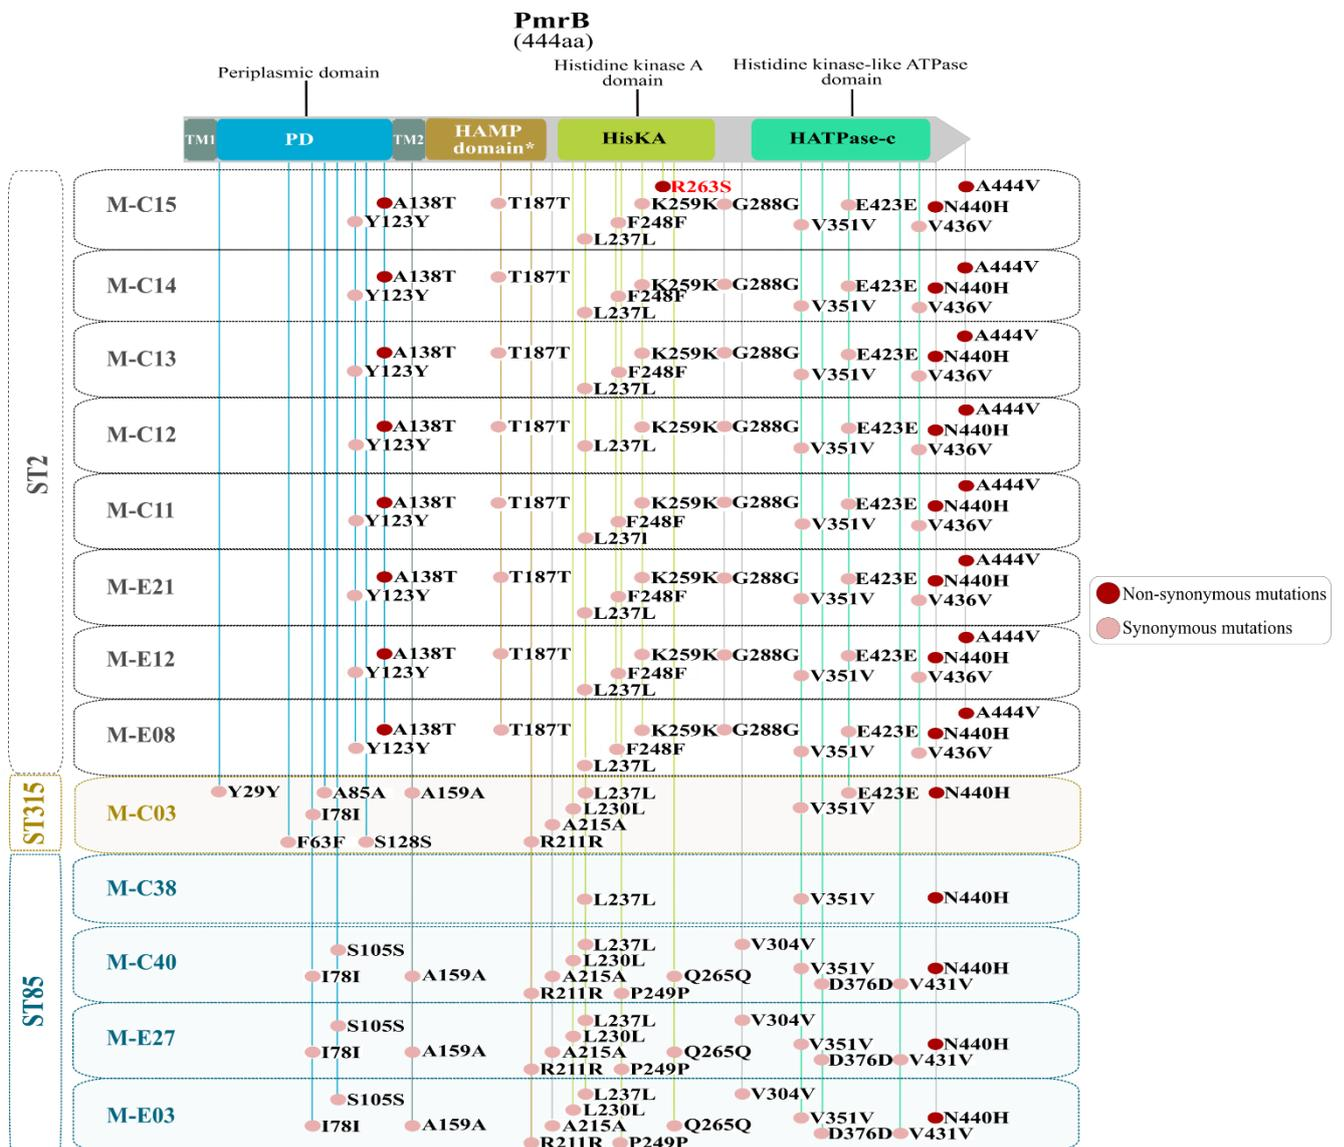 PmrB
(444aa)
Periplasmic domain
Histidine kinase A
domain
Histidine kinase-like ATPase
domain
TM1
PD
TM2
HAMP
domain*
HisKA
HATPase-c
ST2
M-C15
R263S
A444V
A138T
T187T
K259K
G288G
E423E
N440H
Y123Y
F248F
V351V
V436V
L237L
M-C14
A444V
A138T
T187T
K259K
G288G
E423E
N440H
Y123Y
F248F
V351V
V436V
L237L
M-C13
A444V
A138T
T187T
K259K
G288G
E423E
N440H
Y123Y
F248F
V351V
V436V
L237L
M-C12
A444V
A138T
T187T
K259K
G288G
E423E
N440H
Y123Y
L237L
V351V
V436V
M-C11
A444V
A138T
T187T
K259K
G288G
E423E
N440H
Y123Y
F248F
V351V
V436V
L237l
M-E21
A444V
A138T
T187T
K259K
G288G
E423E
N440H
Y123Y
F248F
V351V
V436V
L237L
M-E12
A444V
A138T
T187T
K259K
G288G
E423E
N440H
Y123Y
F248F
V351V
V436V
L237L
M-E08
A444V
A138T
T187T
K259K
G288G
E423E
N440H
Y123Y
F248F
V351V
V436V
L237L
Non-synonymous mutations
Synonymous mutations
ST315
M-C03
Y29Y
A85A
A159A
L237L
E423E
N440H
I78I
L230L
V351V
A215A
F63F
S128S
R211R
ST85
M-C38
L237L
V351V
N440H
M-C40
S105S
L237L
V304V
L230L
V351V
N440H
I78I
A159A
A215A
Q265Q
D376D
V431V
R211R
P249P
M-E27
S105S
L237L
V304V
L230L
V351V
N440H
I78I
A159A
A215A
Q265Q
D376D
V431V
R211R
P249P
M-E03
S105S
L237L
V304V
L230L
V351V
N440H
I78I
A159A
A215A
Q265Q
D376D
V431V
R211R
P249P